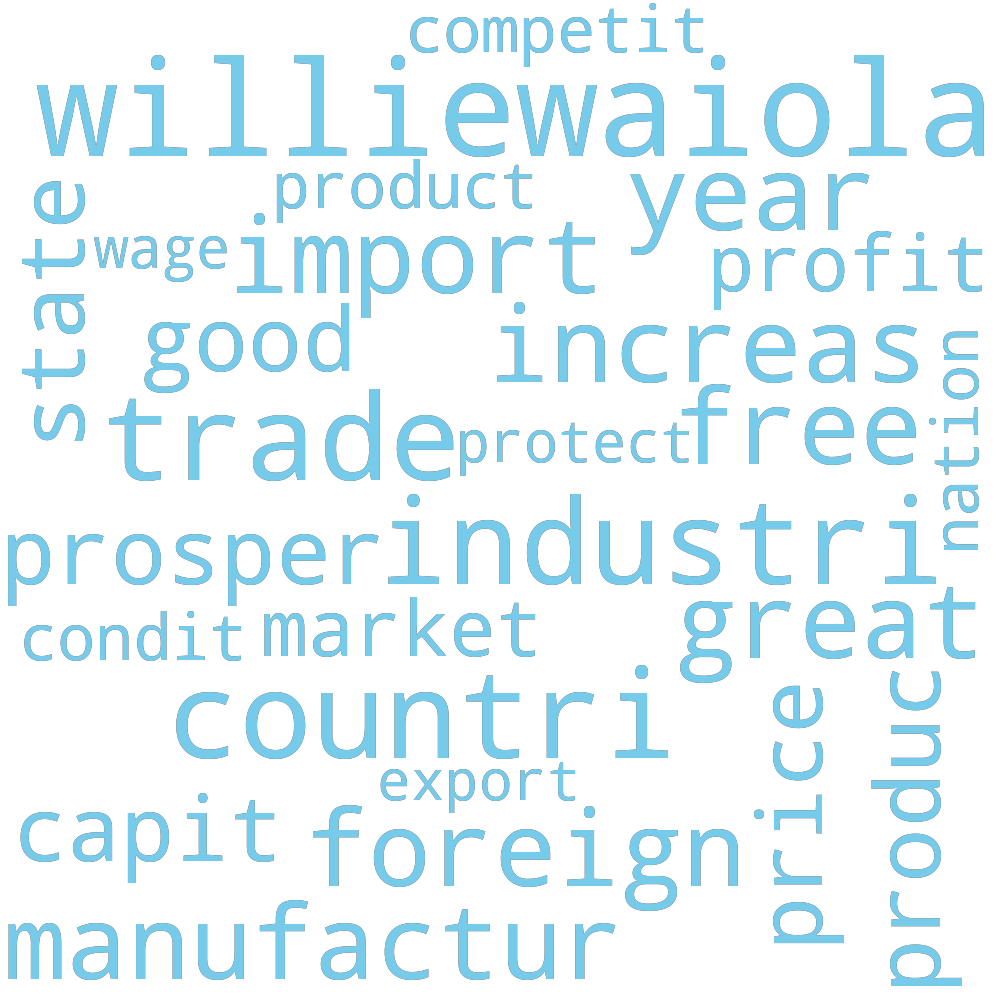 competit
williewaiola
product
year
state
wage
import
profit
good
increas
nation
trade
protect
free
prosper
industri
condit
market
great
countri
produc
price
export
capit
foreign
manufactur